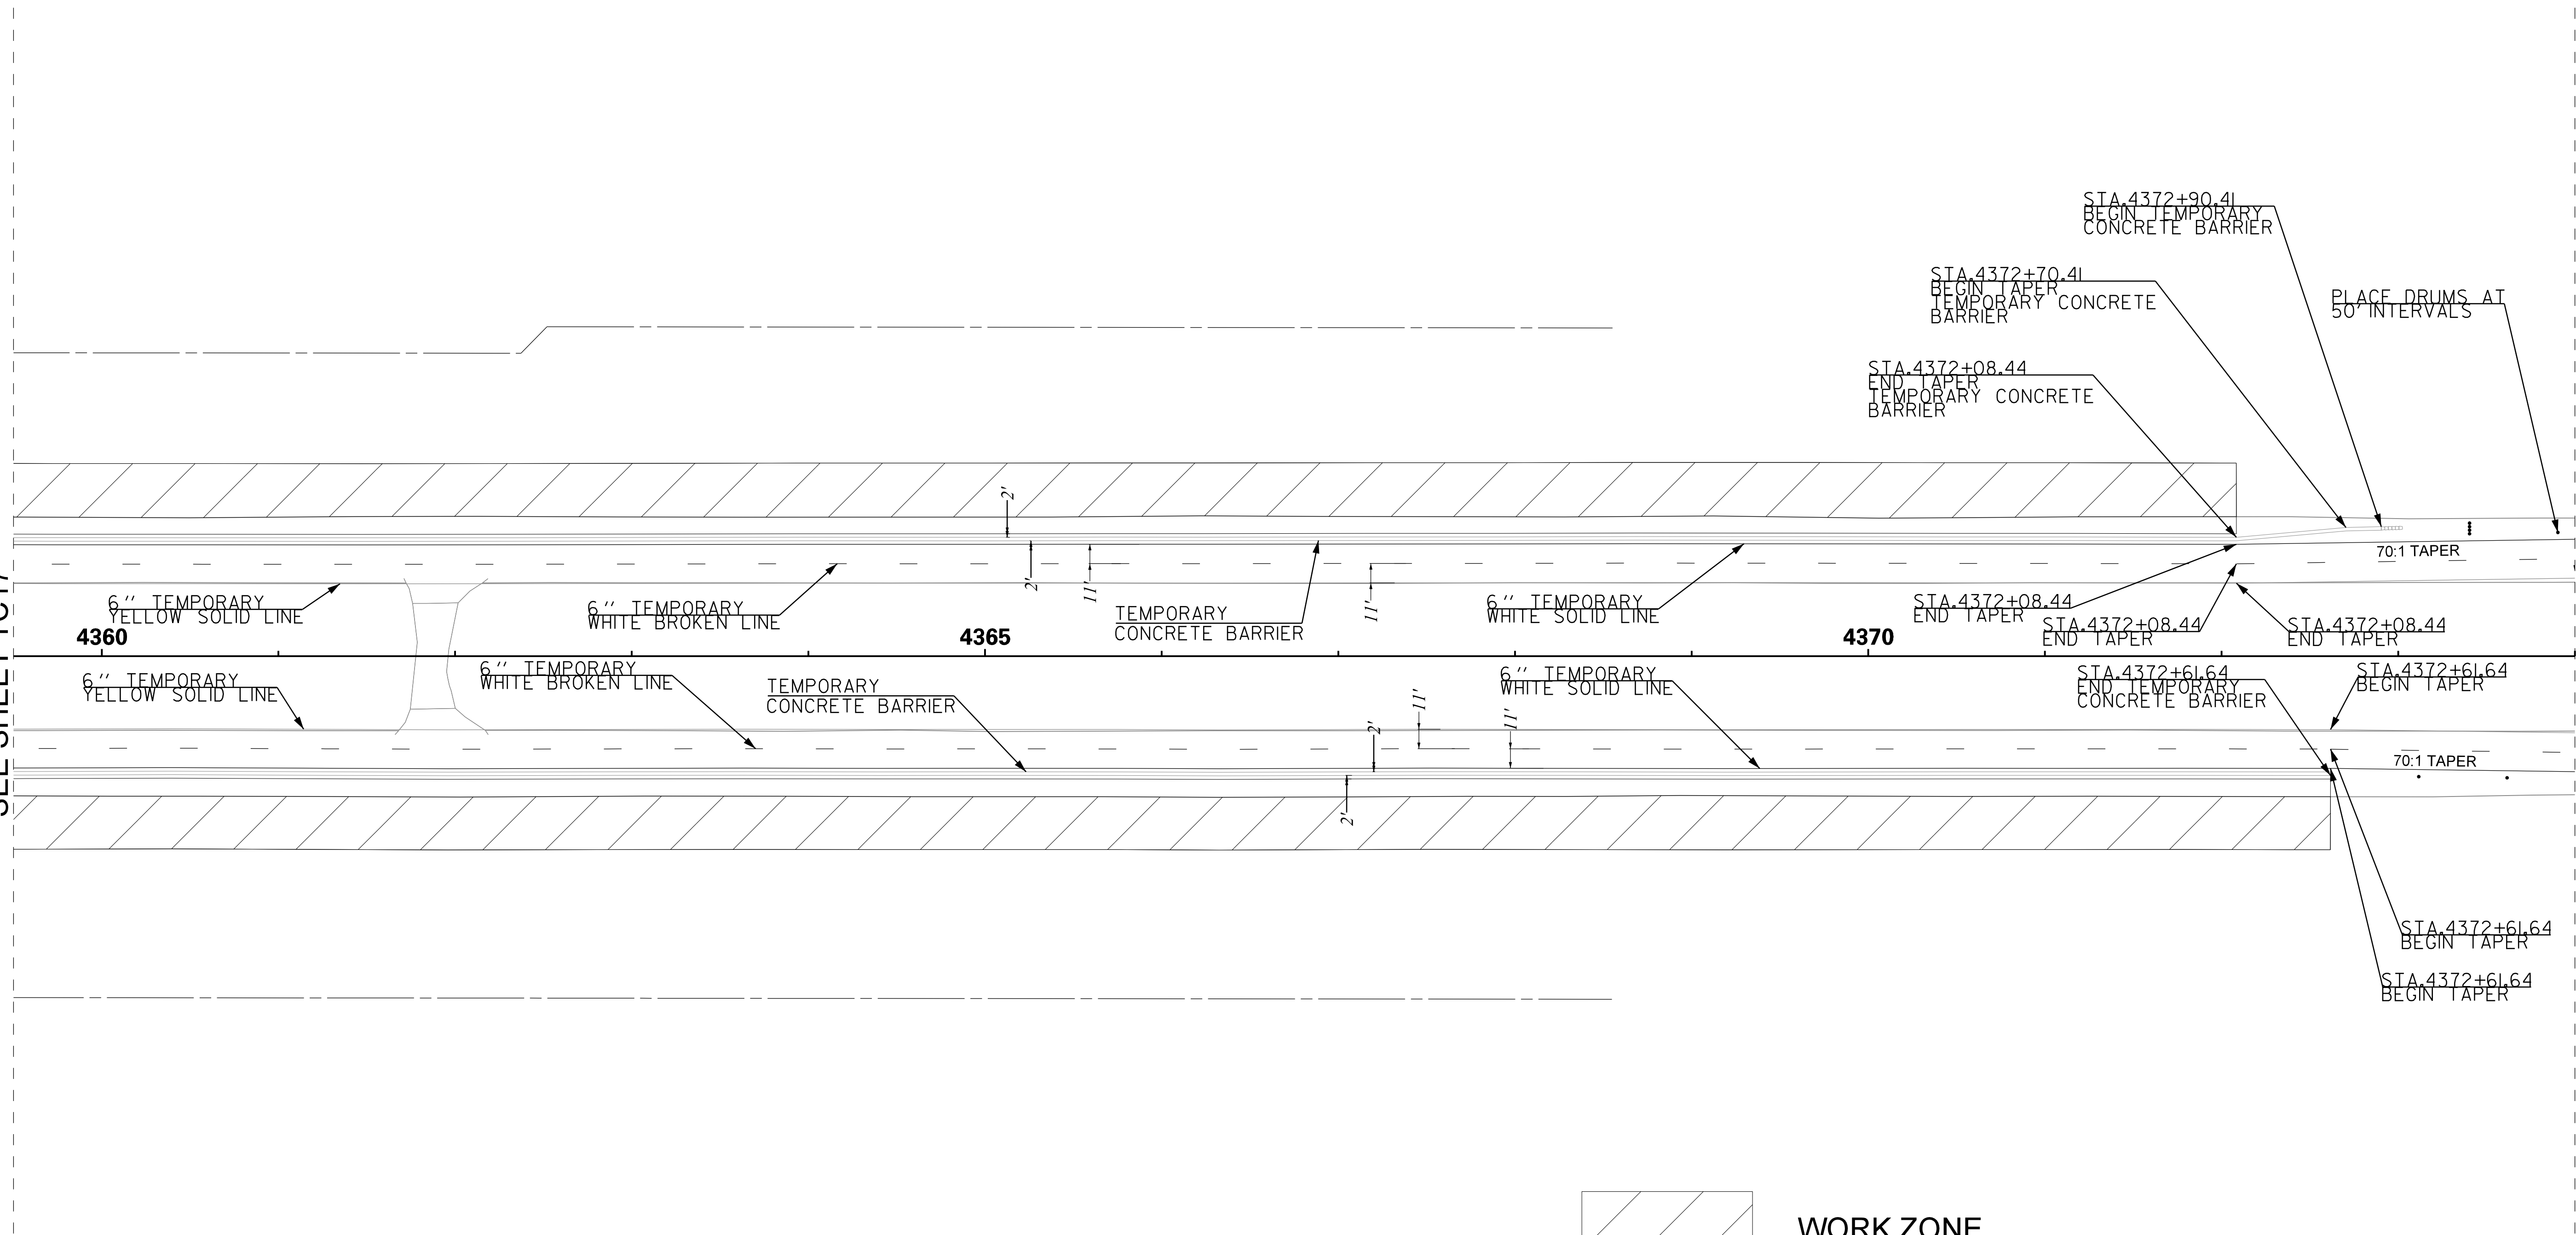 STA.4372+90.41
BEGIN TEMPORARY
CONCRETE BARRIER
STA.4372+70.41
BEGIN TAPER
TEMPORARY CONCRETE
BARRIER
PLACE DRUMS AT
50' INTERVALS
STA.4372+08.44
END TAPER
TEMPORARY CONCRETE
BARRIER
2'
2'
11'
11'
70:1 TAPER
6'' TEMPORARY
YELLOW SOLID LINE
6'' TEMPORARY
WHITE BROKEN LINE
TEMPORARY
CONCRETE BARRIER
6'' TEMPORARY
WHITE SOLID LINE
STA.4372+08.44
END TAPER
STA.4372+08.44
END TAPER
STA.4372+08.44
END TAPER
4360
4365
4370
6'' TEMPORARY
YELLOW SOLID LINE
6'' TEMPORARY
WHITE BROKEN LINE
TEMPORARY
CONCRETE BARRIER
6'' TEMPORARY
WHITE SOLID LINE
STA.4372+61.64
END TEMPORARY
CONCRETE BARRIER
STA.4372+61.64
BEGIN TAPER
11'
11'
2'
2'
70:1 TAPER
STA.4372+61.64
BEGIN TAPER
STA.4372+61.64
BEGIN TAPER
WORK ZONE